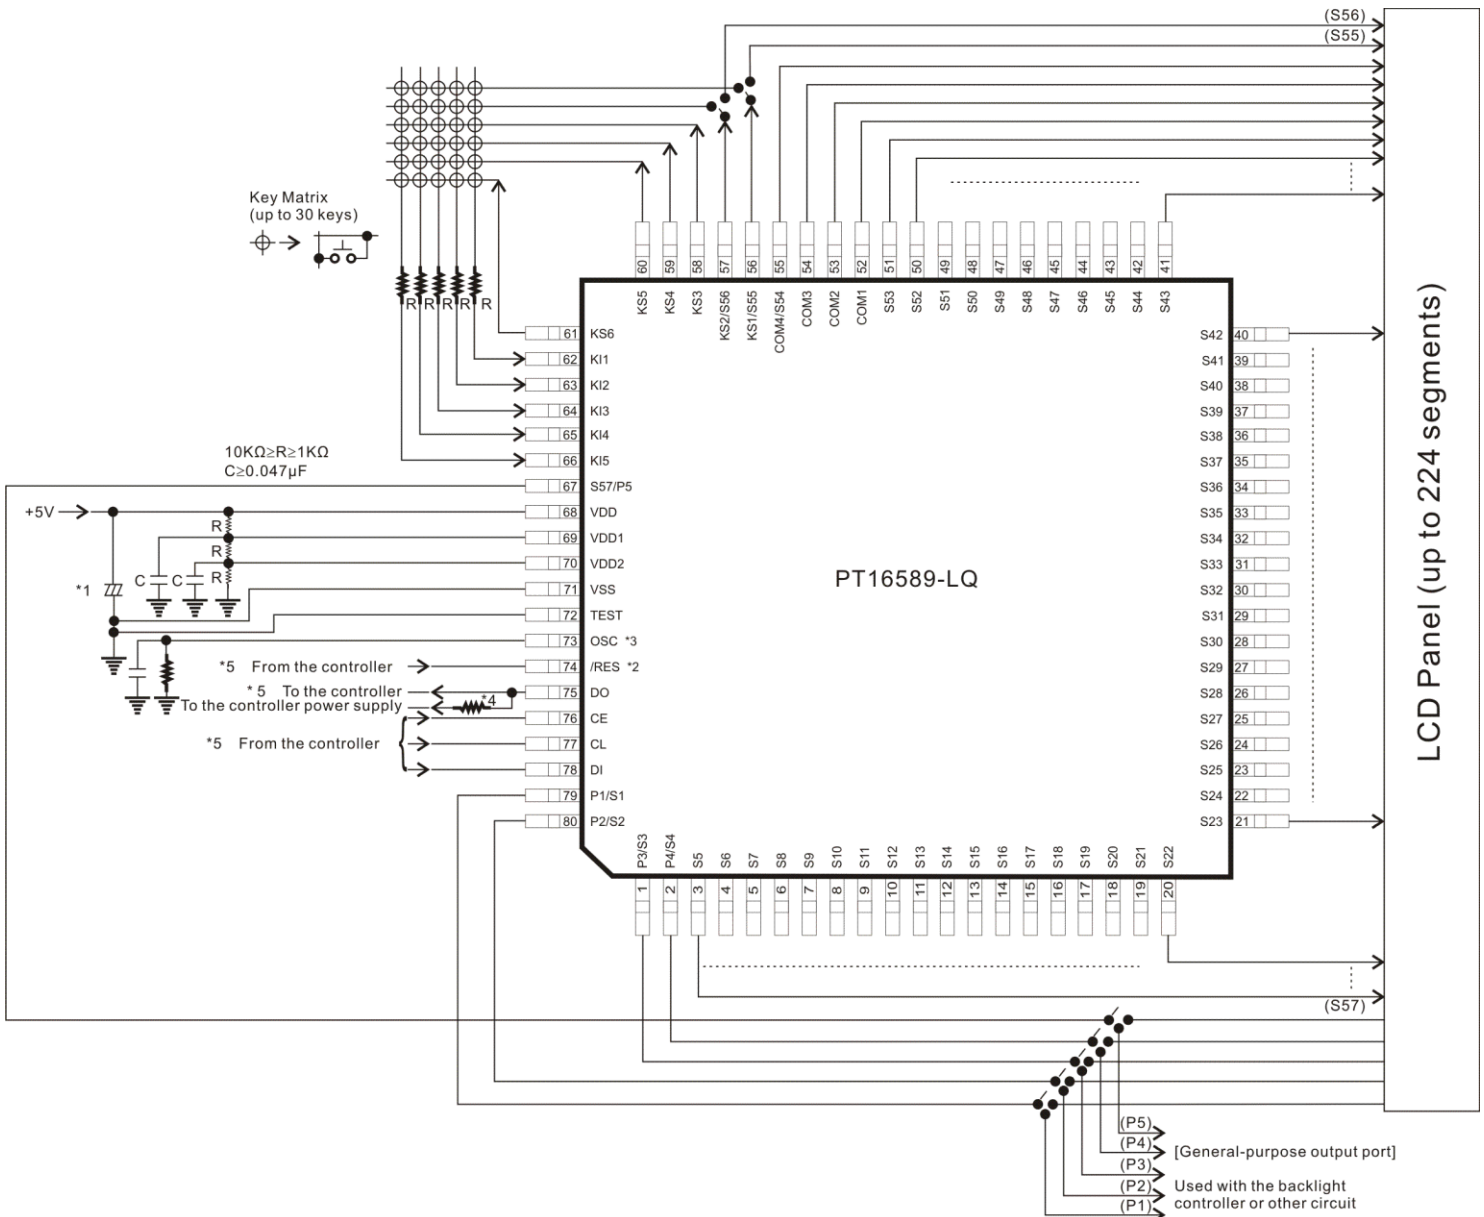 (S56)
(S55)
Key Matrix
(up to 30 keys)
R R R R R
60 59 58 57 56 55 54 53 52 51 50 49 48 47 46 45 44 43 42 41
KS5 KS4 KS3 KS2/S56 KS1/S55 COM4/S54 COM3 COM2 COM1 S53 S52 S51 S50 S49 S48 S47 S46 S45 S44 S43
61 KS6
62 KI1
63 KI2
64 KI3
65 KI4
66 KI5
67 S57/P5
68 VDD
69 VDD1
70 VDD2
71 VSS
72 TEST
73 OSC *3
74 /RES *2
75 DO
76 CE
77 CL
78 DI
79 P1/S1
80 P2/S2
10KΩ≥R≥1KΩ
C≥0.047μF
+5V
R
R
C C R
*1
*5 From the controller
*5 To the controller
To the controller power supply
*4
*5 From the controller
PT16589-LQ
S42 40
S41 39
S40 38
S39 37
S38 36
S37 35
S36 34
S35 33
S34 32
S33 31
S32 30
S31 29
S30 28
S29 27
S28 26
S27 25
S26 24
S25 23
S24 22
S23 21
LCD Panel (up to 224 segments)
P3/S3 P4/S4 S5 S6 S7 S8 S9 S10 S11 S12 S13 S14 S15 S16 S17 S18 S19 S20 S21 S22
1 2 3 4 5 6 7 8 9 10 11 12 13 14 15 16 17 18 19 20
(S57)
(P5)
(P4)
[General-purpose output port]
(P3)
(P2)
Used with the backlight
controller or other circuit
(P1)